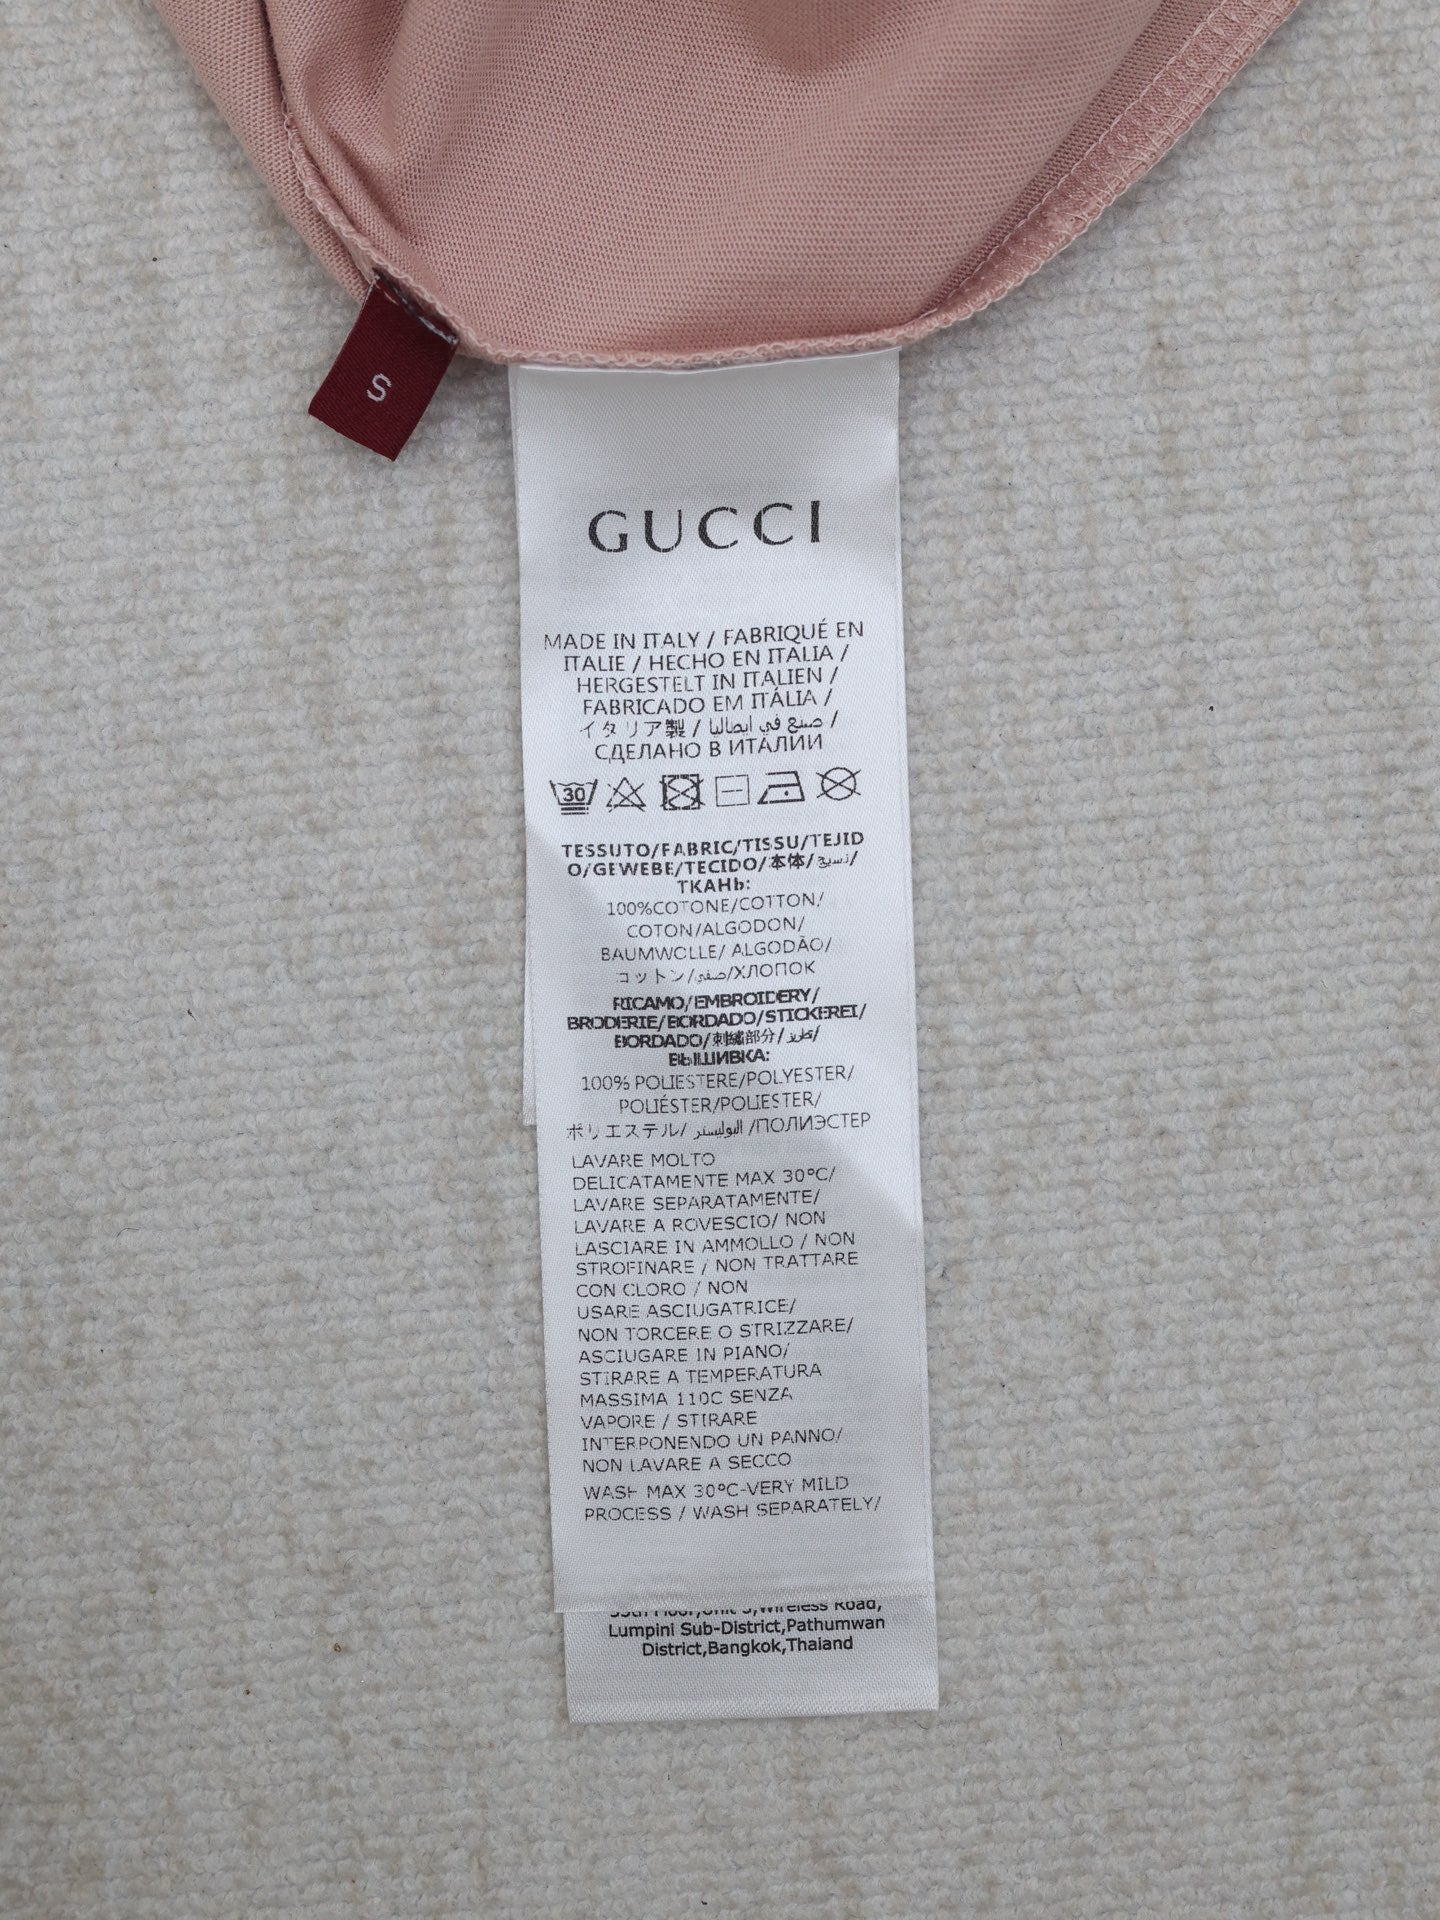 S
GUCCI
MADE IN ITALY / FABRIQUÉ EN
ITALIE / HECHO EN ITALIA /
HERGESTELT IN ITALIEN /
FABRICADO EM ITÁLIA /
イタリア製 / صنع في ايطاليا /
СДЕЛАНО В ИТАЛИИ
30
TESSUTO/FABRIC/TISSU/TEJID
O/GEWEBE/TECIDO/本体/نسيج/
ТКАНЬ:
100%COTONE/COTTON/
COTON/ALGODON/
BAUMWOLLE/ ALGODÃO/
コットン/صفي/ХЛОПОК
RICAMO/EMBROIDERY/
BRODERIE/BORDADO/STICKEREI/
BORDADO/刺繍部分/تطريز/
ВЫШИВКА:
100% POLIESTERE/POLYESTER/
POLIÉSTER/POLIESTER/
ポリエステル/ البوليستر /ПОЛИЭСТЕР
LAVARE MOLTO
DELICATAMENTE MAX 30°C/
LAVARE SEPARATAMENTE/
LAVARE A ROVESCIO/ NON
LASCIARE IN AMMOLLO / NON
STROFINARE / NON TRATTARE
CON CLORO / NON
USARE ASCIUGATRICE/
NON TORCERE O STRIZZARE/
ASCIUGARE IN PIANO/
STIRARE A TEMPERATURA
MASSIMA 110C SENZA
VAPORE / STIRARE
INTERPONENDO UN PANNO/
NON LAVARE A SECCO
WASH MAX 30°C-VERY MILD
PROCESS / WASH SEPARATELY/
Floor,Unit 5,Wireless Road,
Lumpini Sub-District,Pathumwan
District,Bangkok,Thaiand